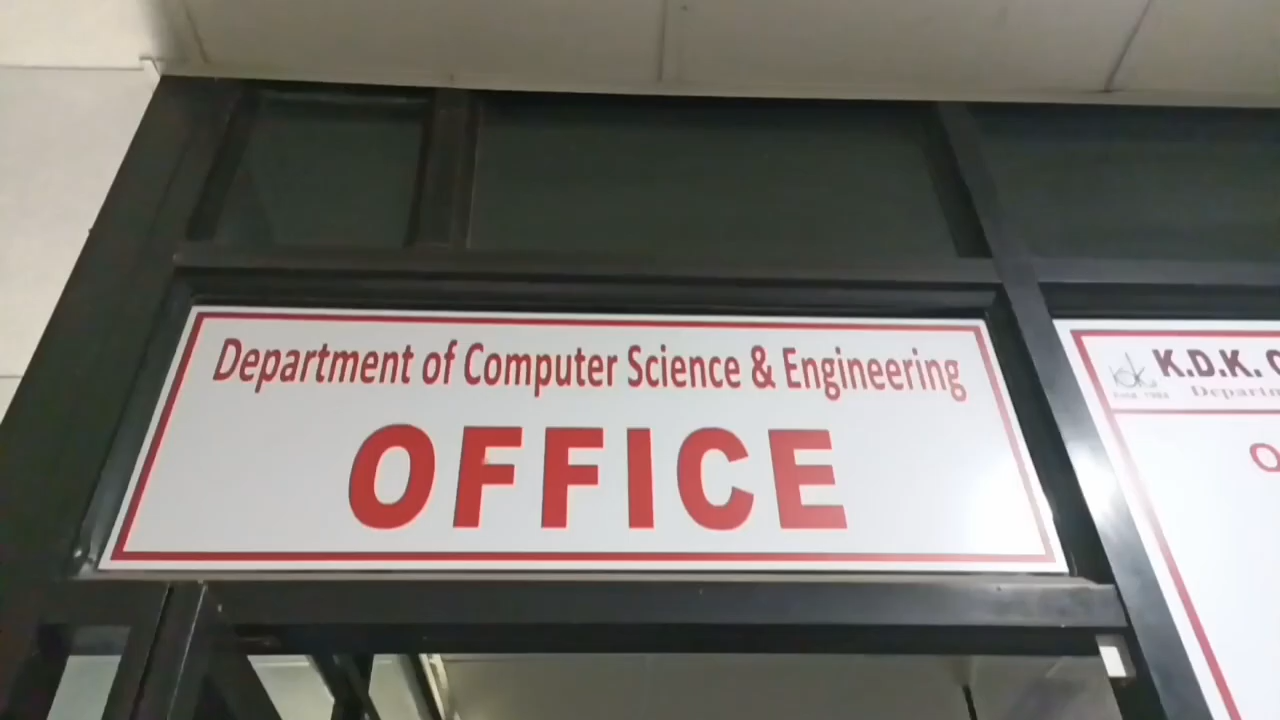 Department of Computer Science & Engineering
OFFICE
K.D.K.